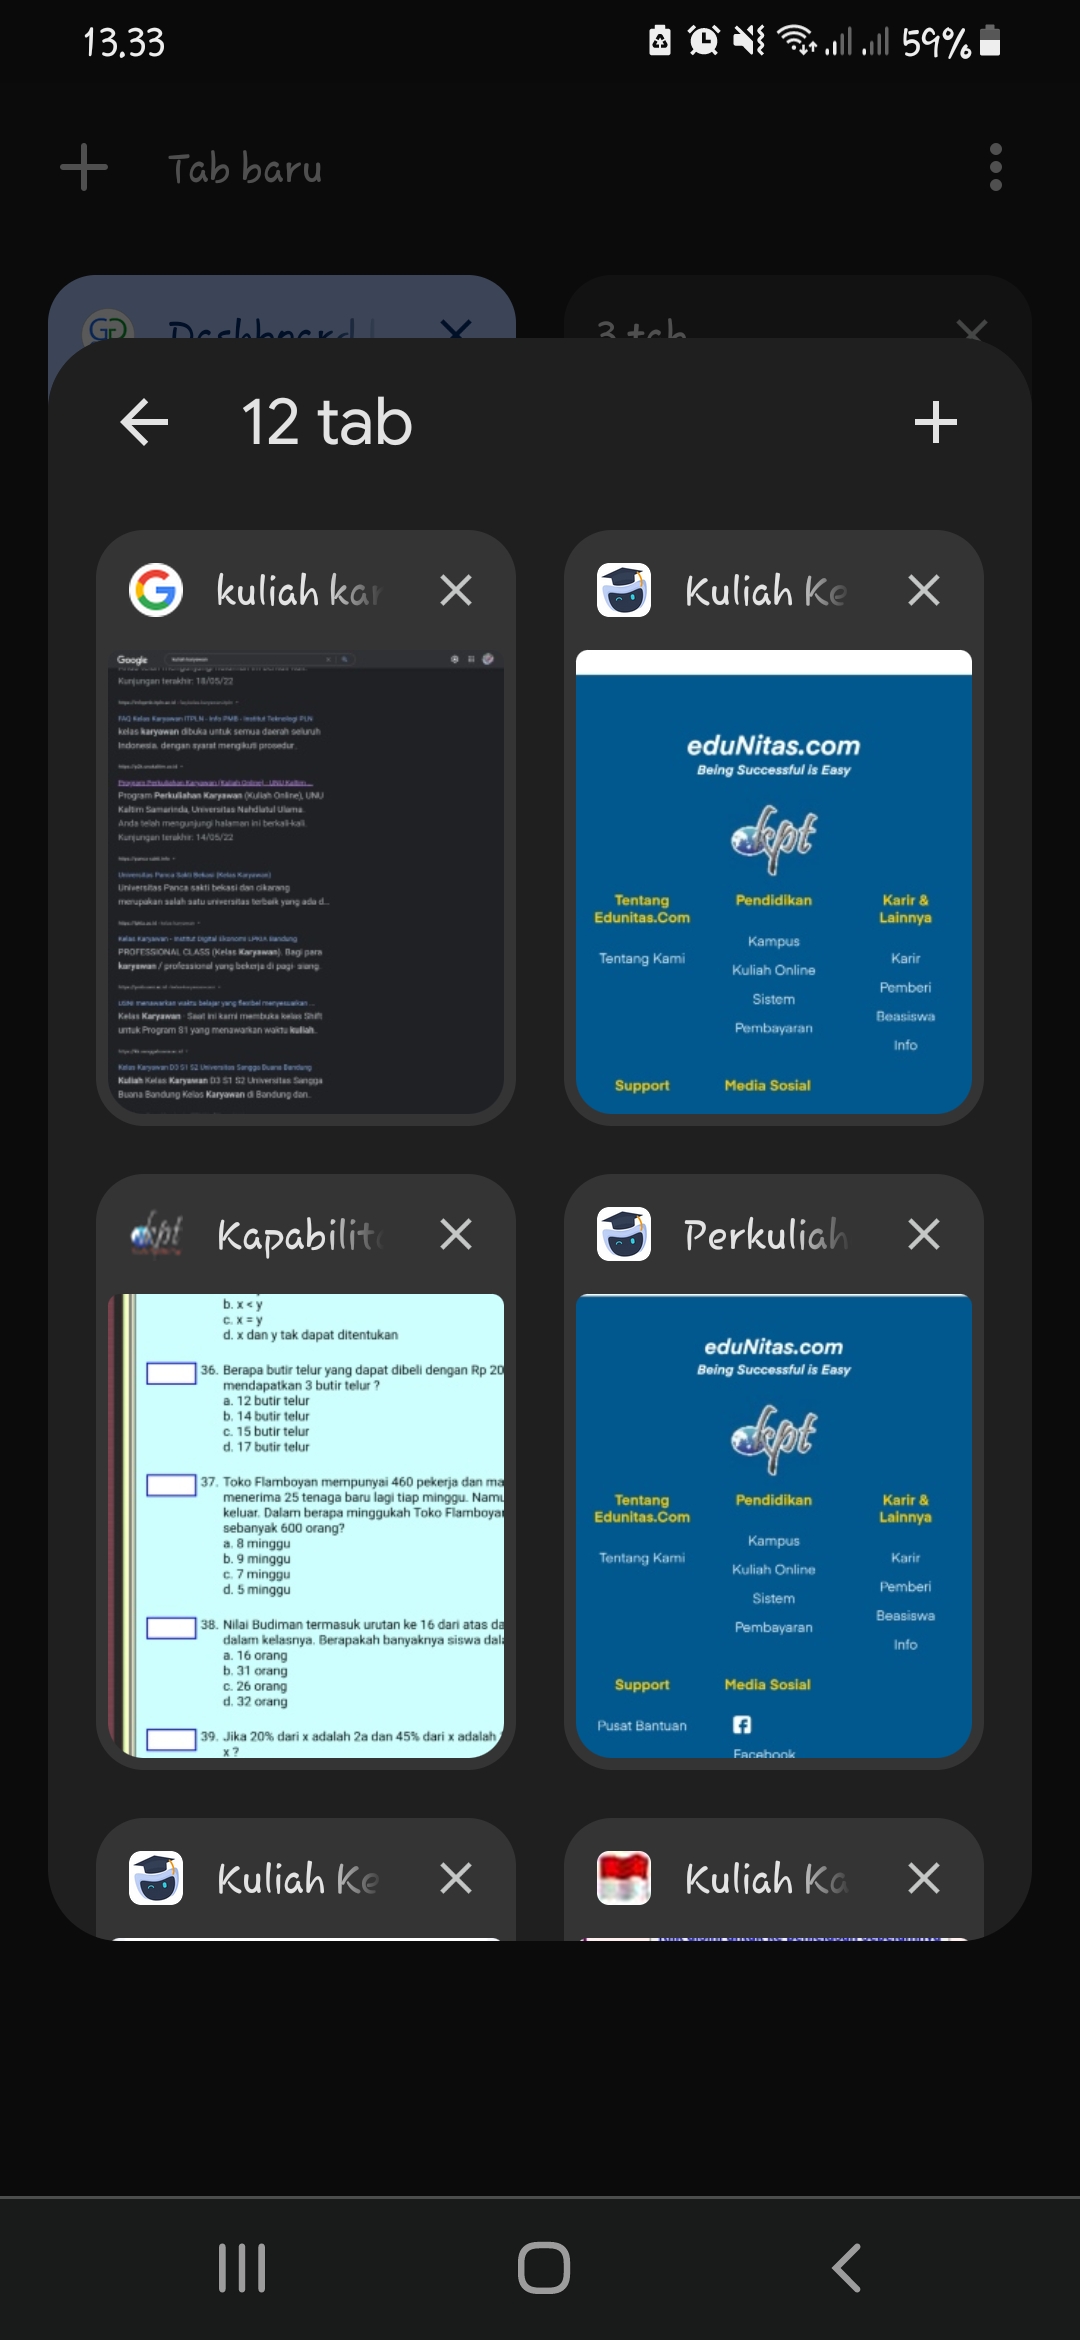 13.33
59%
Tab baru
Dashboard
3 tab
12 tab
kuliah kar
Google
kuliah karyawan
Kunjungan terakhir: 18/05/22
FAQ Kelas Karyawan ITPLN - Info PMB - Institut Teknologi PLN
kelas karyawan dibuka untuk semua daerah seluruh
Indonesia. dengan syarat mengikuti prosedur.
Program Perkuliahan Karyawan (Kuliah Online) - UNU Kaltim...
Program Perkuliahan Karyawan (Kuliah Online), UNU
Kaltim Samarinda, Universitas Nahdlatul Ulama.
Anda telah mengunjungi halaman ini berkali-kali.
Kunjungan terakhir: 14/05/22
Universitas Panca Sakti Bekasi (Kelas Karyawan)
Universitas Panca sakti bekasi dan cikarang
merupakan salah satu universitas terbaik yang ada d...
Kelas Karyawan - Institut Digital Ekonomi LPKIA Bandung
PROFESSIONAL CLASS (Kelas Karyawan). Bagi para
karyawan / professional yang bekerja di pagi- siang.
menawarkan waktu belajar yang fleksibel menyesuaikan ...
Kelas Karyawan · Saat ini kami membuka kelas Shift
untuk Program S1 yang menawarkan waktu kuliah.
Kelas Karyawan D3 S1 S2 Universitas Sangga Buana Bandung
Kuliah Kelas Karyawan D3 S1 S2 Universitas Sangga
Buana Bandung Kelas Karyawan di Bandung dan.
Kuliah Ke
eduNitas.com
Being Successful is Easy
kpt
Tentang
Edunitas.Com
Tentang Kami
Pendidikan
Kampus
Kuliah Online
Sistem
Pembayaran
Karir &
Lainnya
Karir
Pemberi
Beasiswa
Info
Support
Media Sosial
kpt
Kapabilit
b. x < y
c. x = y
d. x dan y tak dapat ditentukan
36. Berapa butir telur yang dapat dibeli dengan Rp 20
mendapatkan 3 butir telur ?
a. 12 butir telur
b. 14 butir telur
c. 15 butir telur
d. 17 butir telur
37. Toko Flamboyan mempunyai 460 pekerja dan ma
menerima 25 tenaga baru lagi tiap minggu. Namu
keluar. Dalam berapa minggukah Toko Flamboya
sebanyak 600 orang?
a. 8 minggu
b. 9 minggu
c. 7 minggu
d. 5 minggu
38. Nilai Budiman termasuk urutan ke 16 dari atas da
dalam kelasnya. Berapakah banyaknya siswa dal
a. 16 orang
b. 31 orang
c. 26 orang
d. 32 orang
39. Jika 20% dari x adalah 2a dan 45% dari x adalah
x ?
Perkuliah
eduNitas.com
Being Successful is Easy
kpt
Tentang
Edunitas.Com
Tentang Kami
Pendidikan
Kampus
Kuliah Online
Sistem
Pembayaran
Karir &
Lainnya
Karir
Pemberi
Beasiswa
Info
Support
Pusat Bantuan
Media Sosial
Facebook
Kuliah Ke
Kuliah Ka